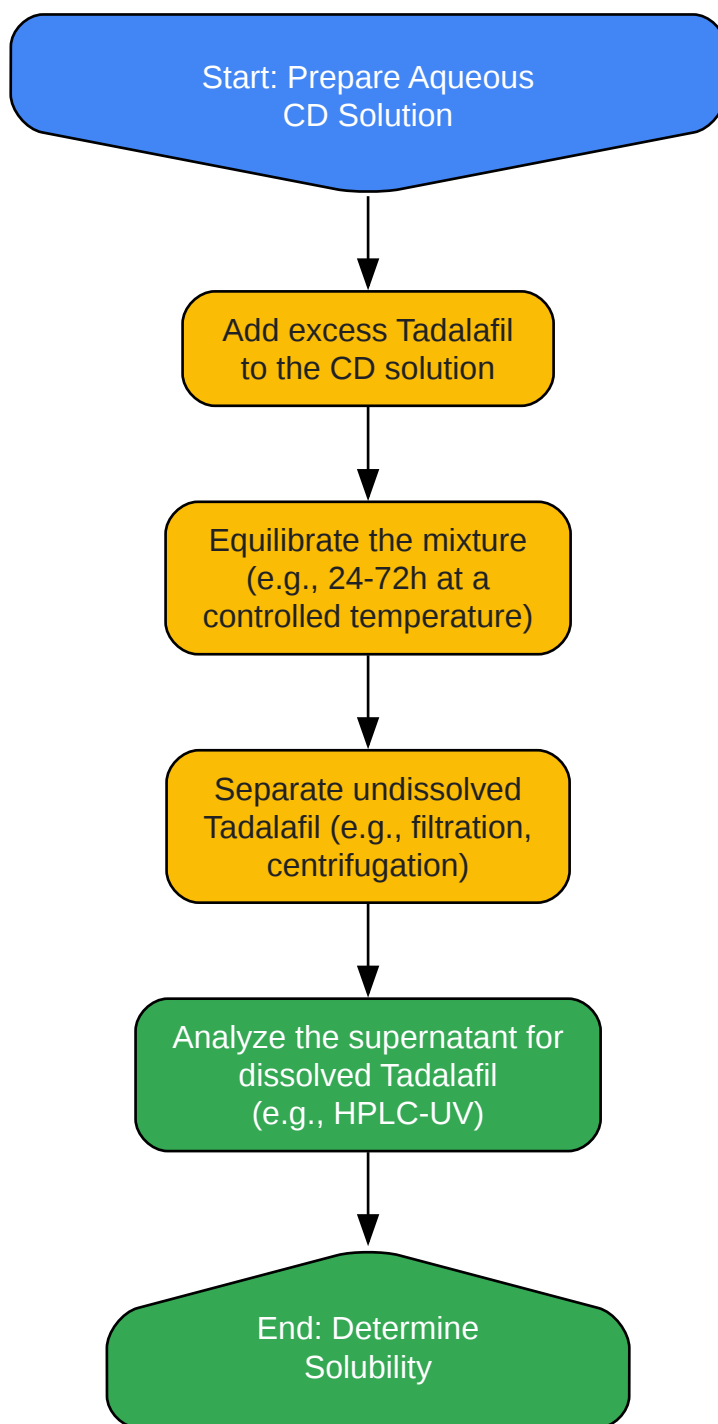 Start: Prepare Aqueous
CD Solution
Add excess Tadalafil
to the CD solution
Equilibrate the mixture
(e.g., 24-72h at a
controlled temperature)
Separate undissolved
Tadalafil (e.g., filtration,
centrifugation)
Analyze the supernatant for
dissolved Tadalafil
(e.g., HPLC-UV)
End: Determine
Solubility